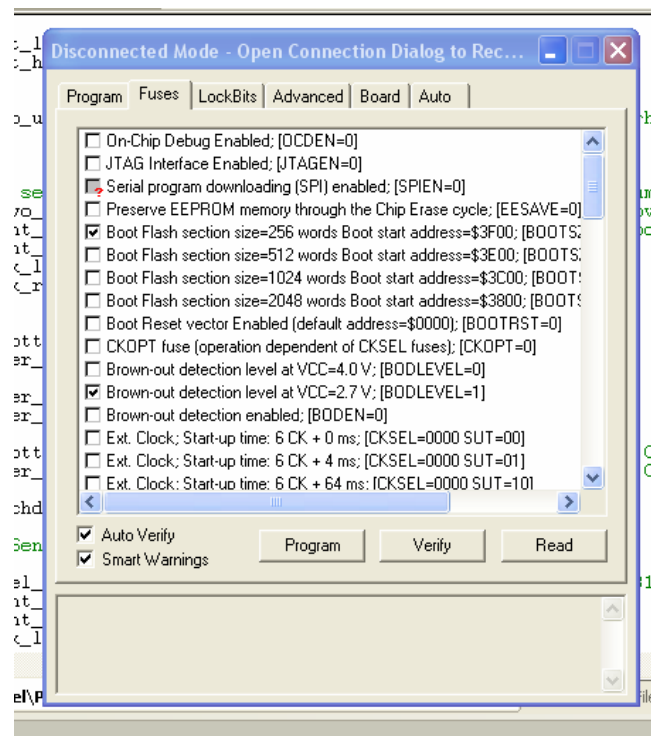 Disconnected Mode - Open Connection Dialog to Rec...
Program Fuses LockBits Advanced Board Auto
On-Chip Debug Enabled; [OCDEN=0]
JTAG Interface Enabled; [JTAGEN=0]
Serial program downloading (SPI) enabled; [SPIEN=0]
Preserve EEPROM memory through the Chip Erase cycle; [EESAVE=0]
Boot Flash section size=256 words Boot start address=$3F00; [BOOTS
Boot Flash section size=512 words Boot start address=$3E00; [BOOTS
Boot Flash section size=1024 words Boot start address=$3C00; [BOOT
Boot Flash section size=2048 words Boot start address=$3800; [BOOT
Boot Reset vector Enabled (default address=$0000); [BOOTRST=0]
CKOPT fuse (operation dependent of CKSEL fuses); [CKOPT=0]
Brown-out detection level at VCC=4.0 V; [BODLEVEL=0]
Brown-out detection level at VCC=2.7 V; [BODLEVEL=1]
Brown-out detection enabled; [BODEN=0]
Ext. Clock; Start-up time: 6 CK + 0 ms; [CKSEL=0000 SUT=00]
Ext. Clock; Start-up time: 6 CK + 4 ms; [CKSEL=0000 SUT=01]
Ext. Clock; Start-up time: 6 CK + 64 ms; [CKSEL=0000 SUT=10]
Auto Verify
Smart Warnings
Program Verify Read